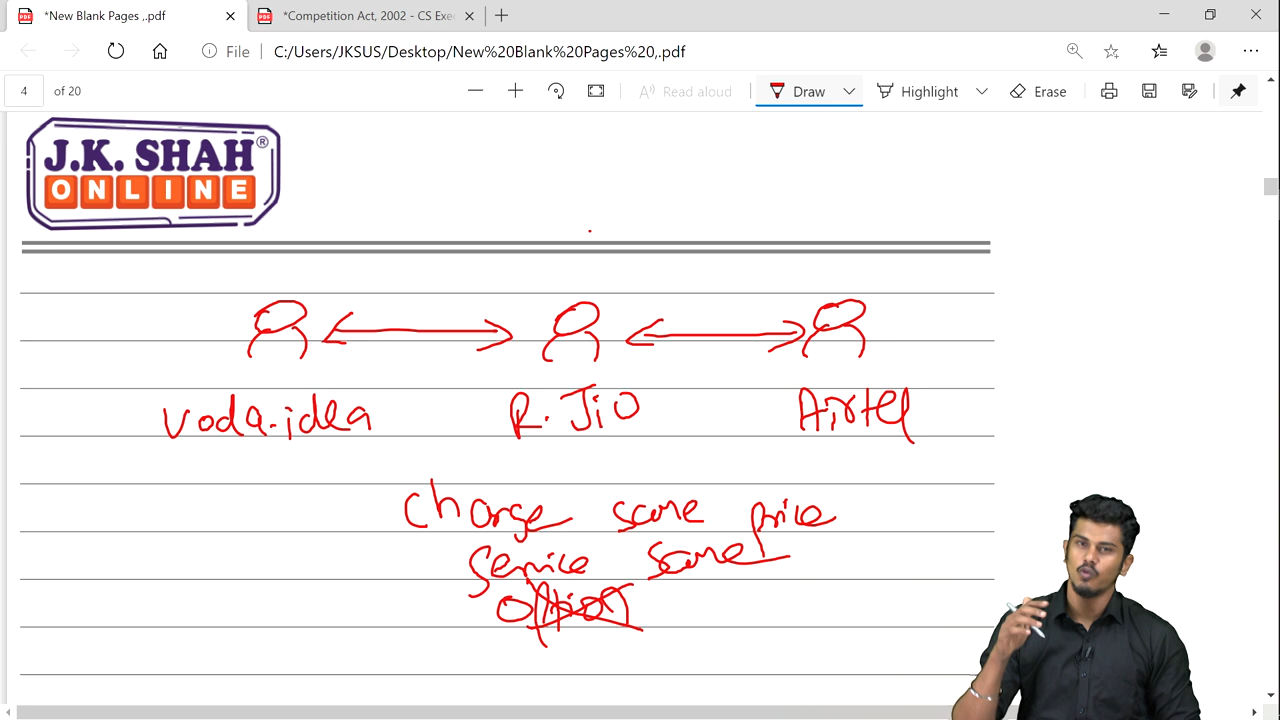 *New Blank Pages ,.pdf
*Competition Act, 2002 - CS Exec
File C:/Users/JKSUS/Desktop/New%20Blank%20Pages%20,.pdf
4 of 20 Read aloud Draw Highlight Erase
J.K. SHAH®
ONLINE
Voda-idea R. Jio Airtel
Charge same price
Service same
option